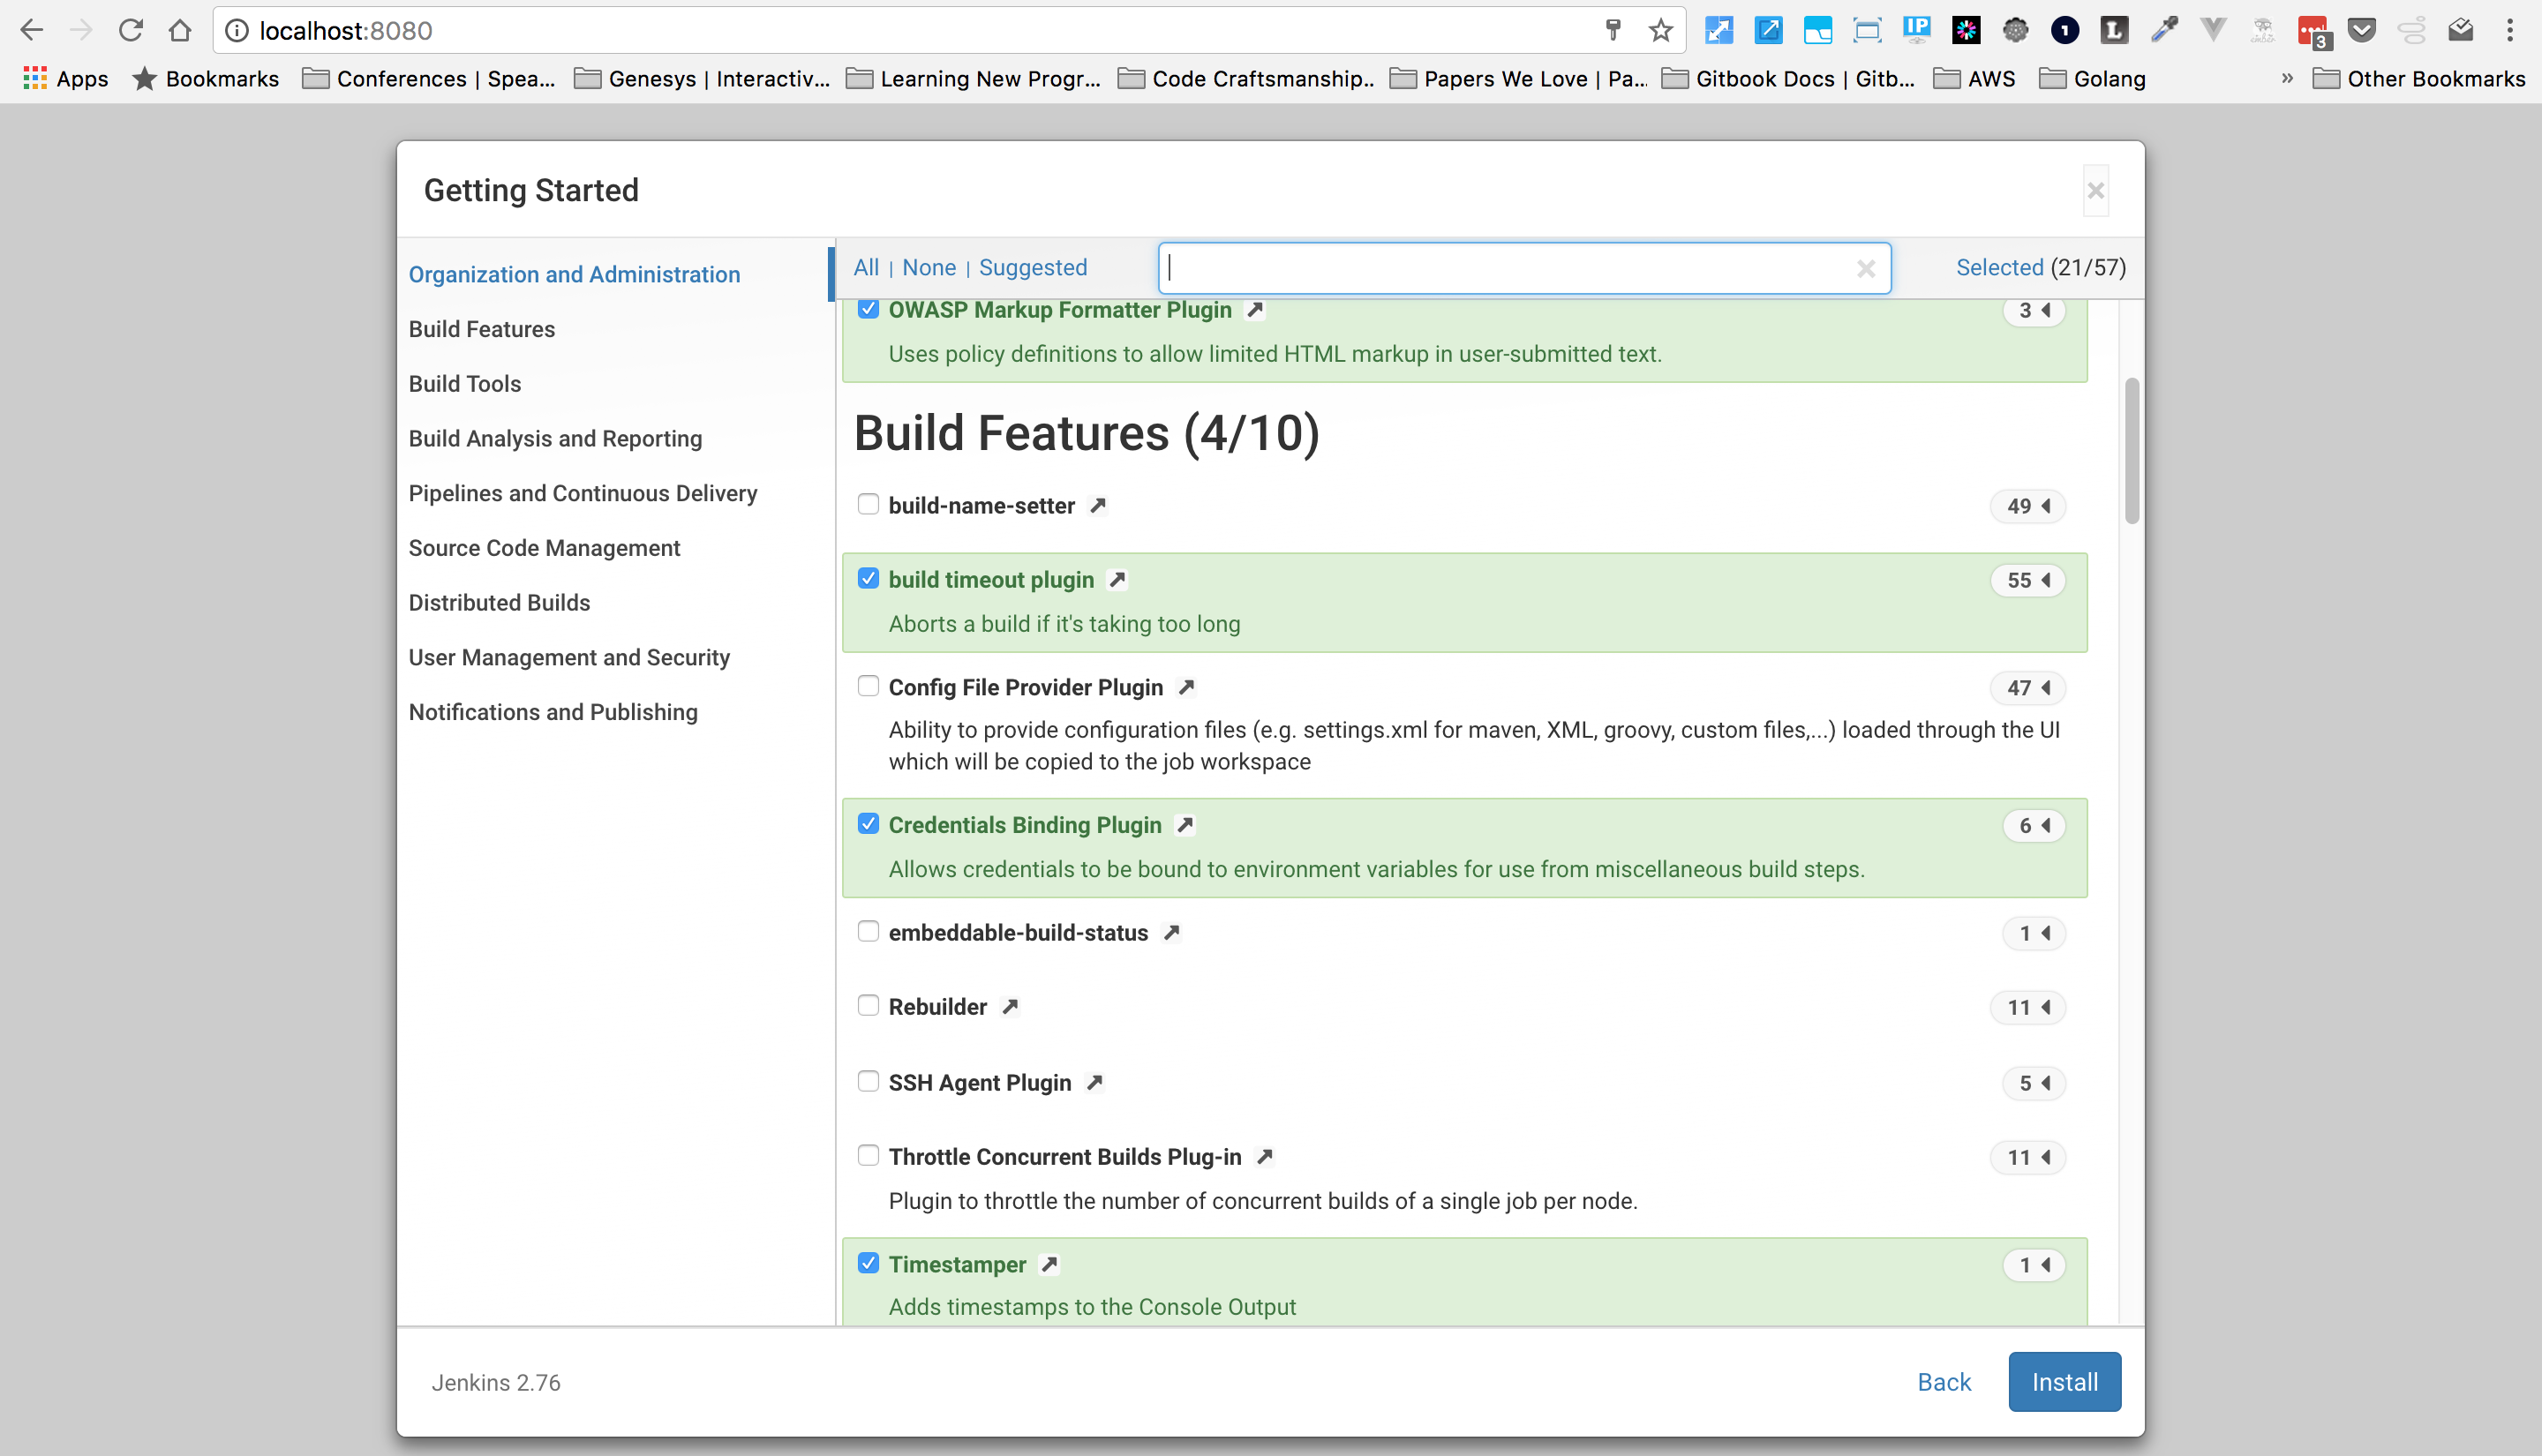 localhost:8080
IP
1
L
3
Apps
Bookmarks
Conferences | Spea...
Genesys | Interactiv...
Learning New Progr...
Code Craftsmanship...
Papers We Love | Pa...
Gitbook Docs | Gitb...
AWS
Golang
»
Other Bookmarks
Getting Started
×
Organization and Administration
Build Features
Build Tools
Build Analysis and Reporting
Pipelines and Continuous Delivery
Source Code Management
Distributed Builds
User Management and Security
Notifications and Publishing
All | None | Suggested
Selected (21/57)
OWASP Markup Formatter Plugin 3
Uses policy definitions to allow limited HTML markup in user-submitted text.
Build Features (4/10)
build-name-setter 49
build timeout plugin 55
Aborts a build if it's taking too long
Config File Provider Plugin 47
Ability to provide configuration files (e.g. settings.xml for maven, XML, groovy, custom files,...) loaded through the UI
which will be copied to the job workspace
Credentials Binding Plugin 6
Allows credentials to be bound to environment variables for use from miscellaneous build steps.
embeddable-build-status 1
Rebuilder 11
SSH Agent Plugin 5
Throttle Concurrent Builds Plug-in 11
Plugin to throttle the number of concurrent builds of a single job per node.
Timestamper 1
Adds timestamps to the Console Output
Jenkins 2.76
Back
Install